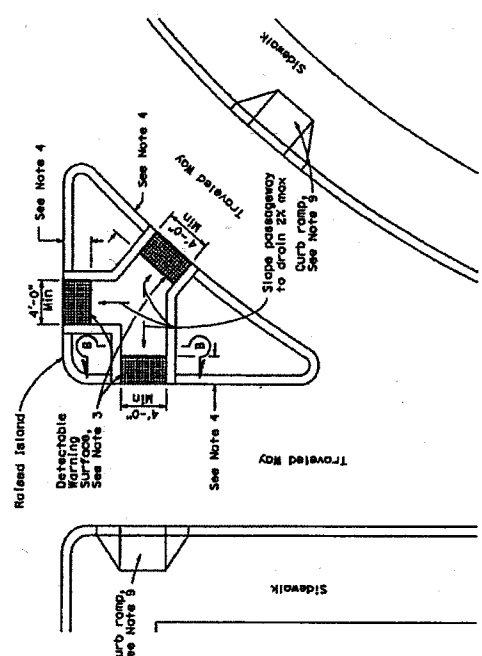 Sidewalk
See Note 4
See Note 4
Traveled Way
4'-0"
Min
4'-0"
Min
Slope passageway
to drain 2% max
Curb ramp,
See Note 9
Raised Island
B
B
Detectable
Warning
Surface,
See Note 3
4'-0"
Min
See Note 4
Traveled Way
Sidewalk
urb ramp,
ee Note 9